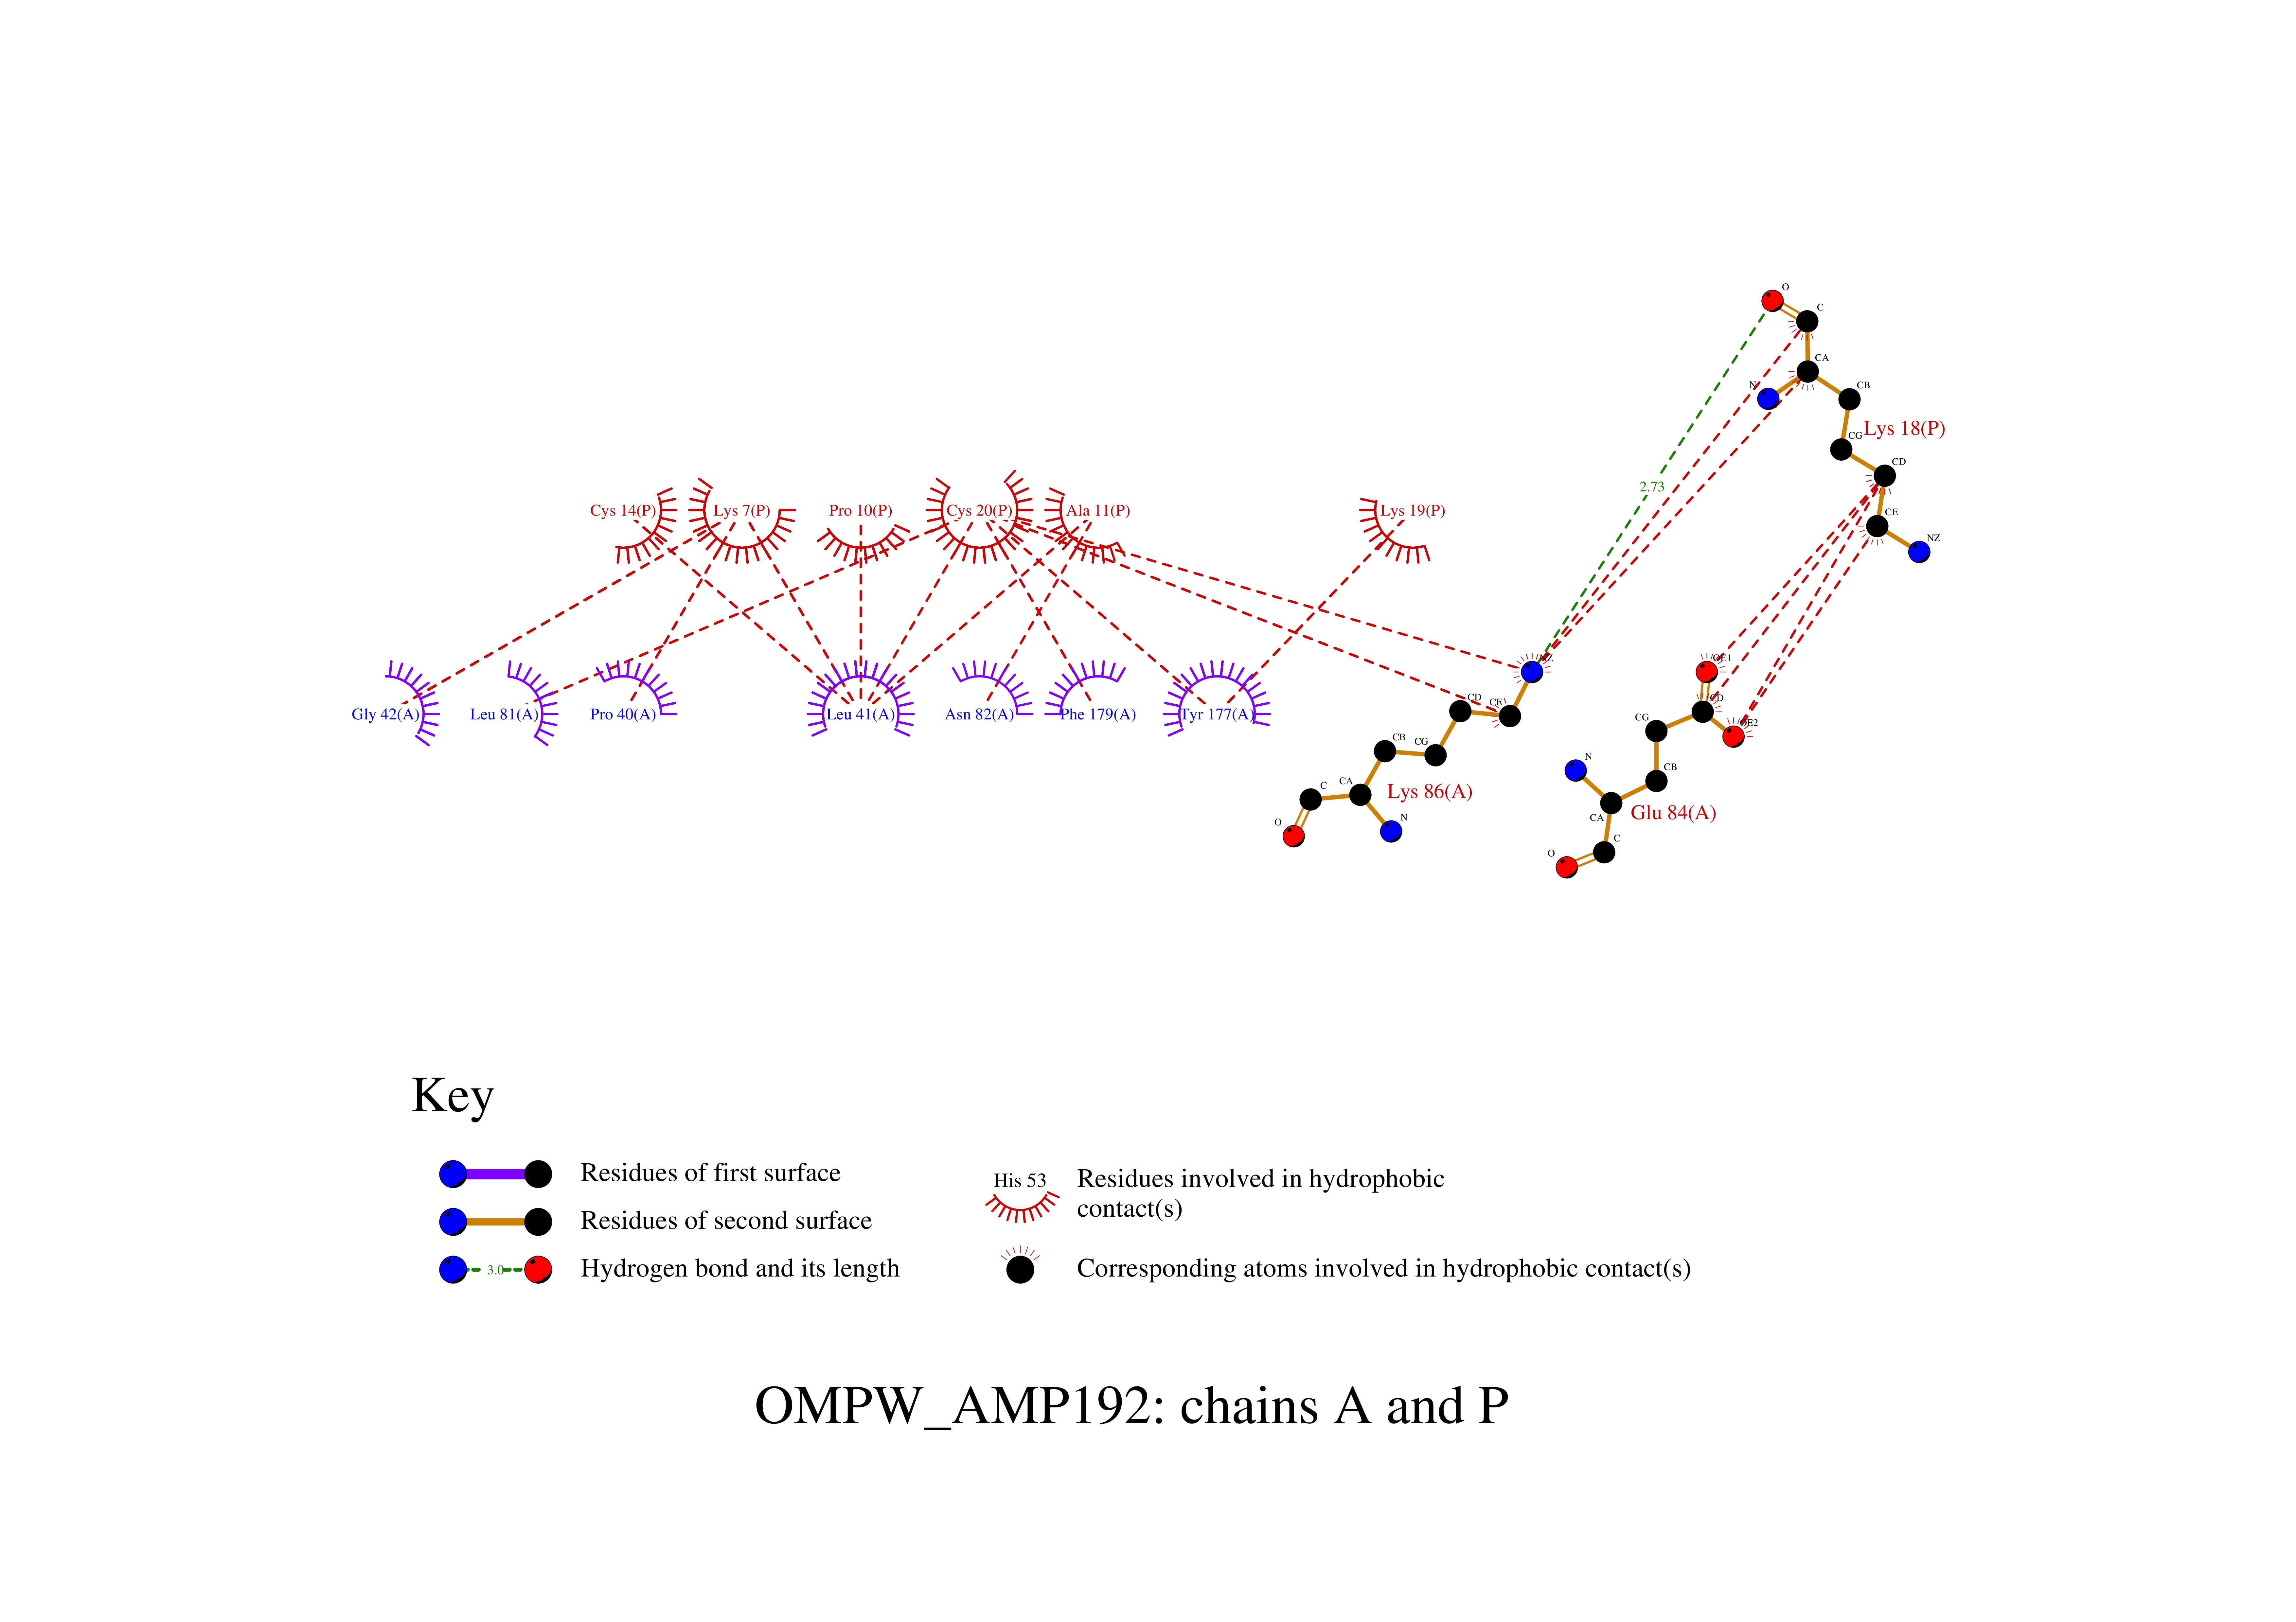 O
C
CA
N
CB
CG
Lys 18(P)
CD
2.73
Cys 14(P) Lys 7(P) Pro 10(P) Cys 20(P) Ala 11(P) Lys 19(P)
CE
NZ
NZ
OE1
CD CE
CD
Gly 42(A) Leu 81(A) Pro 40(A) Leu 41(A) Asn 82(A) Phe 179(A) Tyr 177(A)
CG
OE2
CB CG
N
CB
C CA
Lys 86(A)
Glu 84(A)
O
N
CA
C
O
Key
Residues of first surface
Residues of second surface
3.0
Hydrogen bond and its length
His 53
Residues involved in hydrophobic
contact(s)
Corresponding atoms involved in hydrophobic contact(s)
OMPW_AMP192: chains A and P